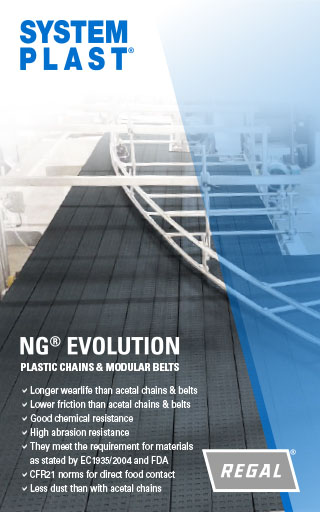 SYSTEM
PLAST®
NG® EVOLUTION
PLASTIC CHAINS & MODULAR BELTS
✓ Longer wearlife than acetal chains & belts
✓ Lower friction than acetal chains & belts
✓ Good chemical resistance
✓ High abrasion resistance
✓ They meet the requirement for materials
as stated by EC1935/2004 and FDA
✓ CFR21 norms for direct food contact
✓ Less dust than with acetal chains
REGAL®